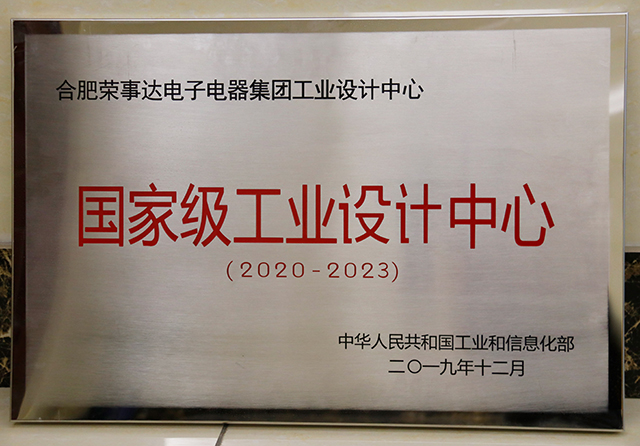 合肥荣事达电子电器集团工业设计中心
国家级工业设计中心
(2020-2023)
中华人民共和国工业和信息化部
二〇一九年十二月